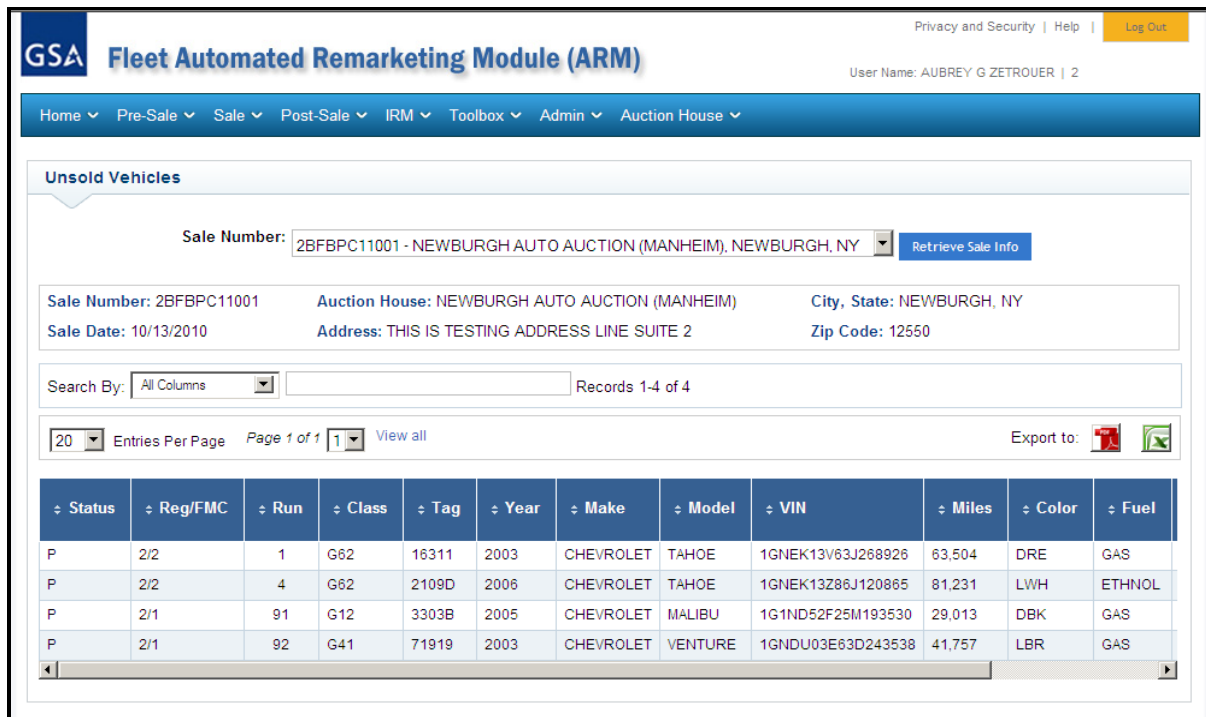 Privacy and Security | Help | Log Out
GSA Fleet Automated Remarketing Module (ARM)
User Name: AUBREY G ZETROUER | 2
Home Pre-Sale Sale Post-Sale IRM Toolbox Admin Auction House
Unsold Vehicles
Sale Number: 2BFBPC11001 - NEWBURGH AUTO AUCTION (MANHEIM), NEWBURGH, NY Retrieve Sale Info
Sale Number: 2BFBPC11001 Auction House: NEWBURGH AUTO AUCTION (MANHEIM) City, State: NEWBURGH, NY
Sale Date: 10/13/2010 Address: THIS IS TESTING ADDRESS LINE SUITE 2 Zip Code: 12550
Search By: All Columns Records 1-4 of 4
20 Entries Per Page Page 1 of 1 1 View all Export to:
Status Reg/FMC Run Class Tag Year Make Model VIN Miles Color Fuel
P 2/2 1 G62 16311 2003 CHEVROLET TAHOE 1GNEK13V63J268926 63,504 DRE GAS
P 2/2 4 G62 2109D 2006 CHEVROLET TAHOE 1GNEK13Z86J120865 81,231 LWH ETHNOL
P 2/1 91 G12 3303B 2005 CHEVROLET MALIBU 1G1ND52F25M193530 29,013 DBK GAS
P 2/1 92 G41 71919 2003 CHEVROLET VENTURE 1GNDU03E63D243538 41,757 LBR GAS